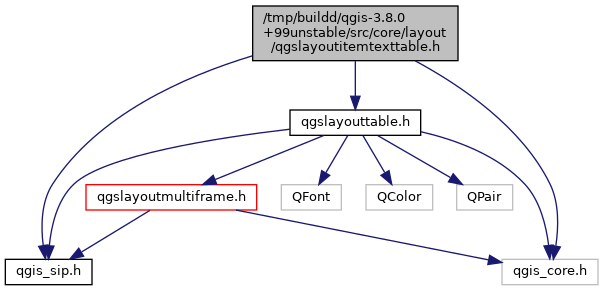 /tmp/buildd/qgis-3.8.0
+99unstable/src/core/layout
/qgslayoutitemtexttable.h
qgslayouttable.h
qgslayoutmultiframe.h
QFont
QColor
QPair
qgis_sip.h
qgis_core.h